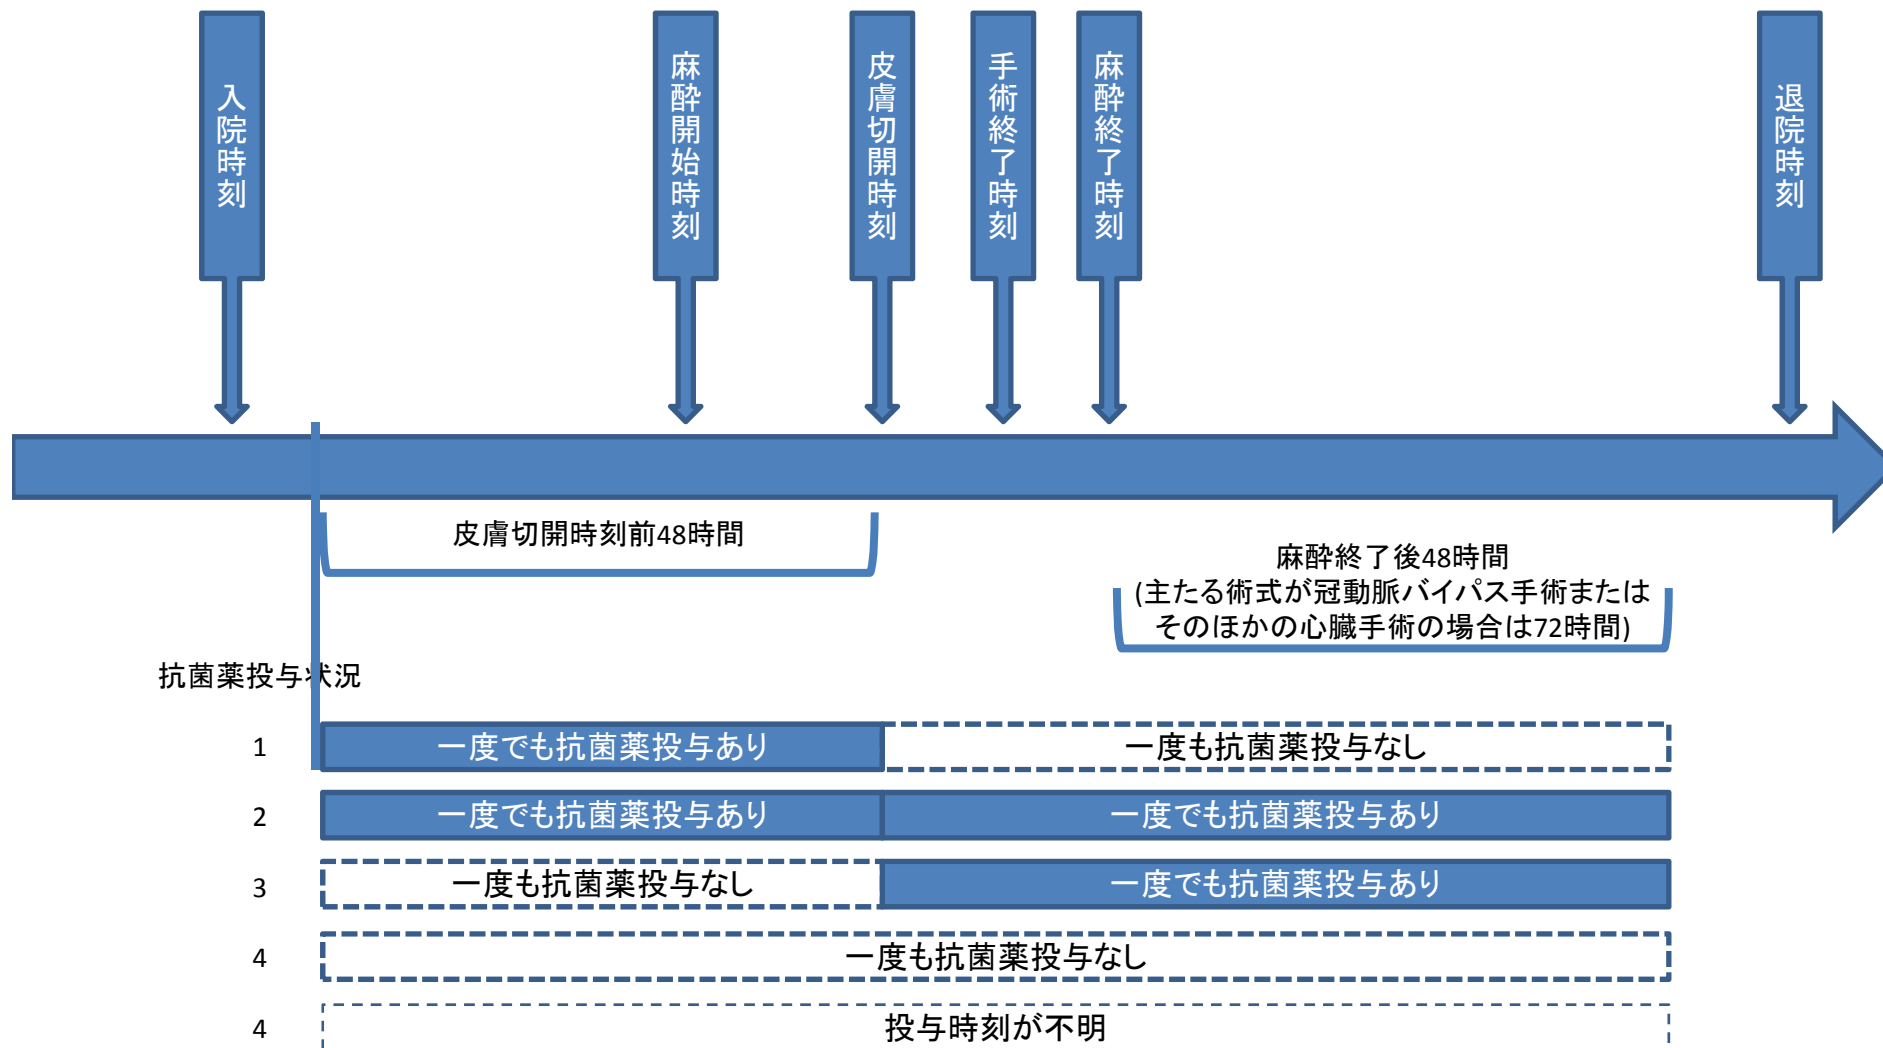 入院時刻
麻酔開始時刻
皮膚切開時刻
手術終了時刻
麻酔終了時刻
退院時刻
皮膚切開時刻前48時間
麻酔終了後48時間
(主たる術式が冠動脈バイパス手術または
そのほかの心臓手術の場合は72時間)
抗菌薬投与状況
1 一度でも抗菌薬投与あり 一度も抗菌薬投与なし
2 一度でも抗菌薬投与あり 一度でも抗菌薬投与あり
3 一度も抗菌薬投与なし 一度でも抗菌薬投与あり
4 一度も抗菌薬投与なし
4 投与時刻が不明